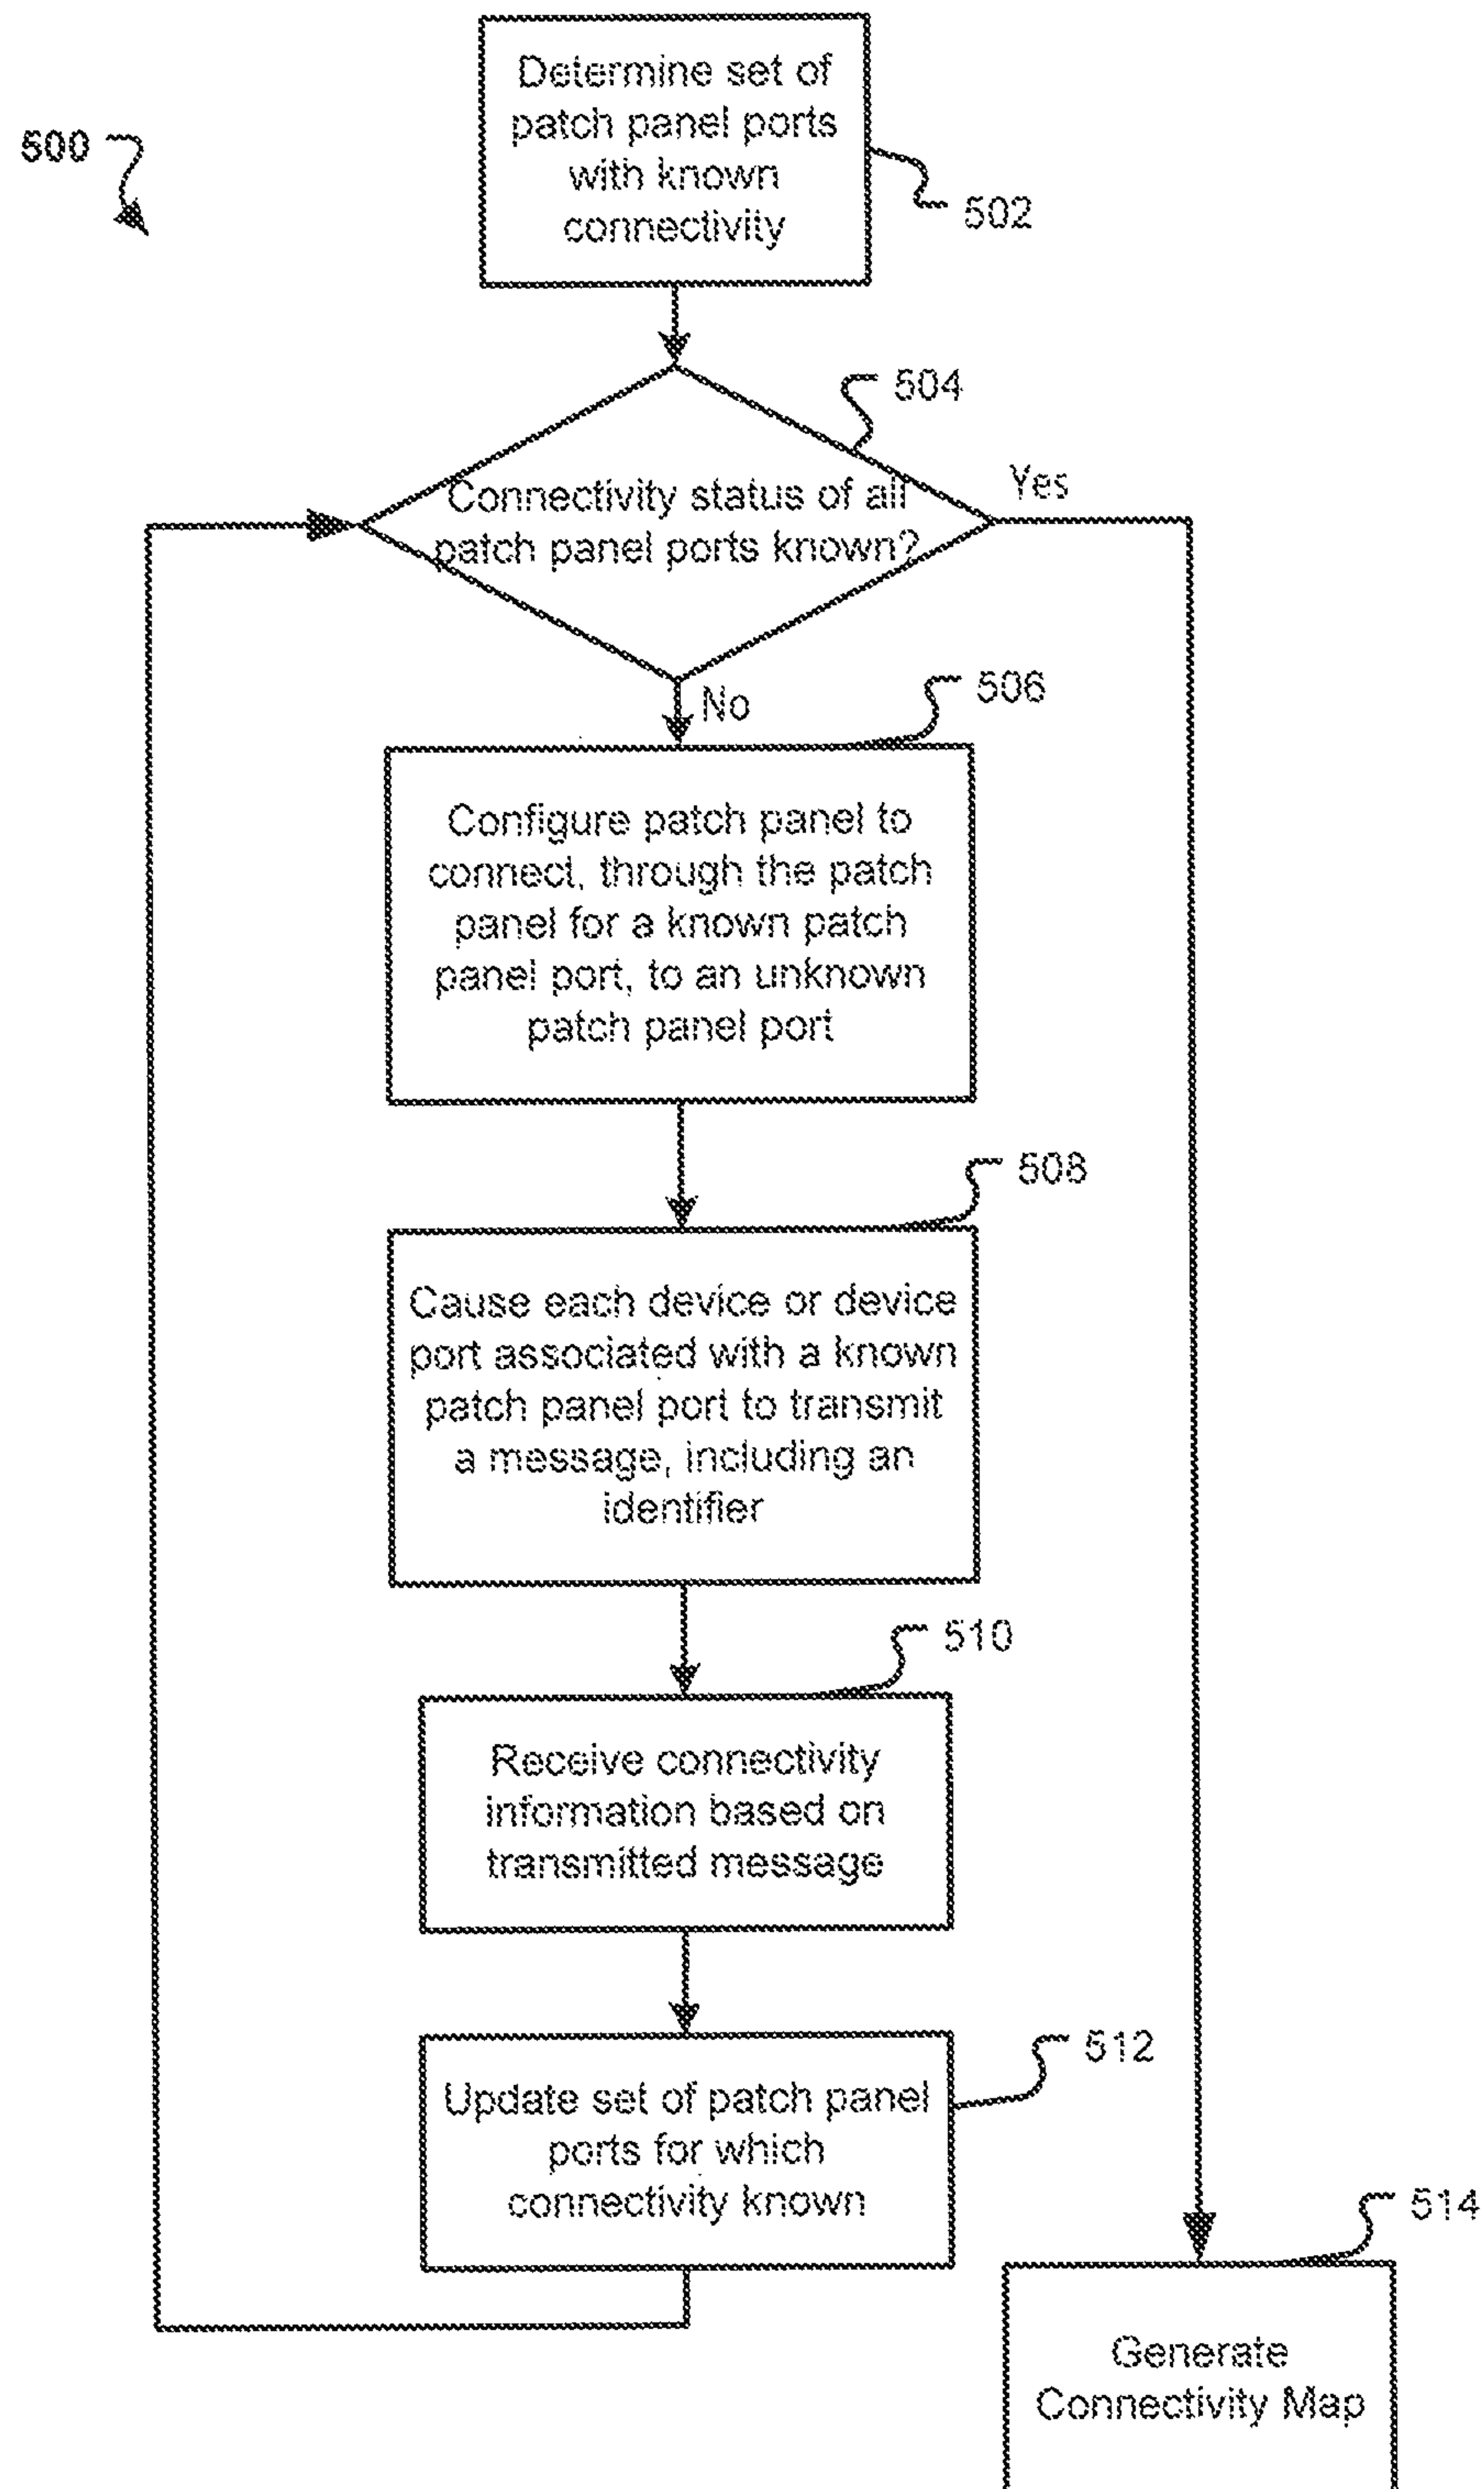 Determine set of
patch panel ports
with known
connectivity
500
502
504
Connectivity status of all
patch panel ports known?
Yes
No
506
Configure patch panel to
connect, through the patch
panel for a known patch
panel port, to an unknown
patch panel port
508
Cause each device or device
port associated with a known
patch panel port to transmit
a message, including an
identifier
510
Receive connectivity
information based on
transmitted message
512
Update set of patch panel
ports for which
connectivity known
514
Generate
Connectivity Map